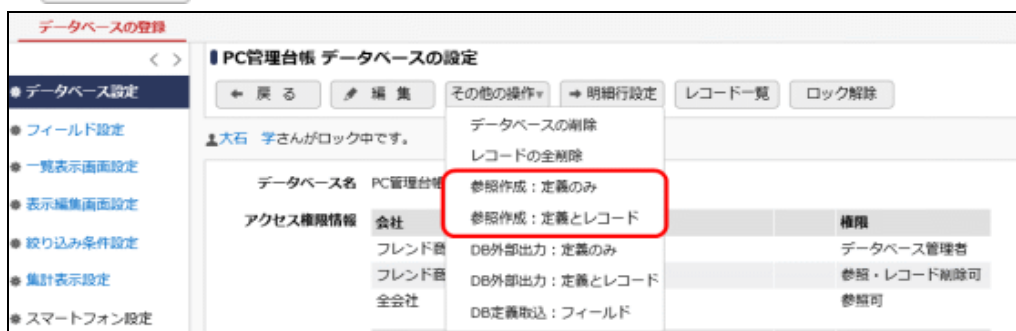 データベースの登録
< >
データベース設定
フィールド設定
一覧表示画面設定
表示編集画面設定
絞り込み条件設定
集計表示設定
スマートフォン設定
PC管理台帳 データベースの設定
戻 る
編 集
その他の操作▼
明細行設定
レコード一覧
ロック解除
大石 学さんがロック中です。
データベースの削除
レコードの全削除
参照作成：定義のみ
参照作成：定義とレコード
DB外部出力：定義のみ
DB外部出力：定義とレコード
DB定義取込：フィールド
データベース名 PC管理台帳
アクセス権限情報 会社 権限
フレンド商 データベース管理者
フレンド商 参照・レコード削除可
全会社 参照可